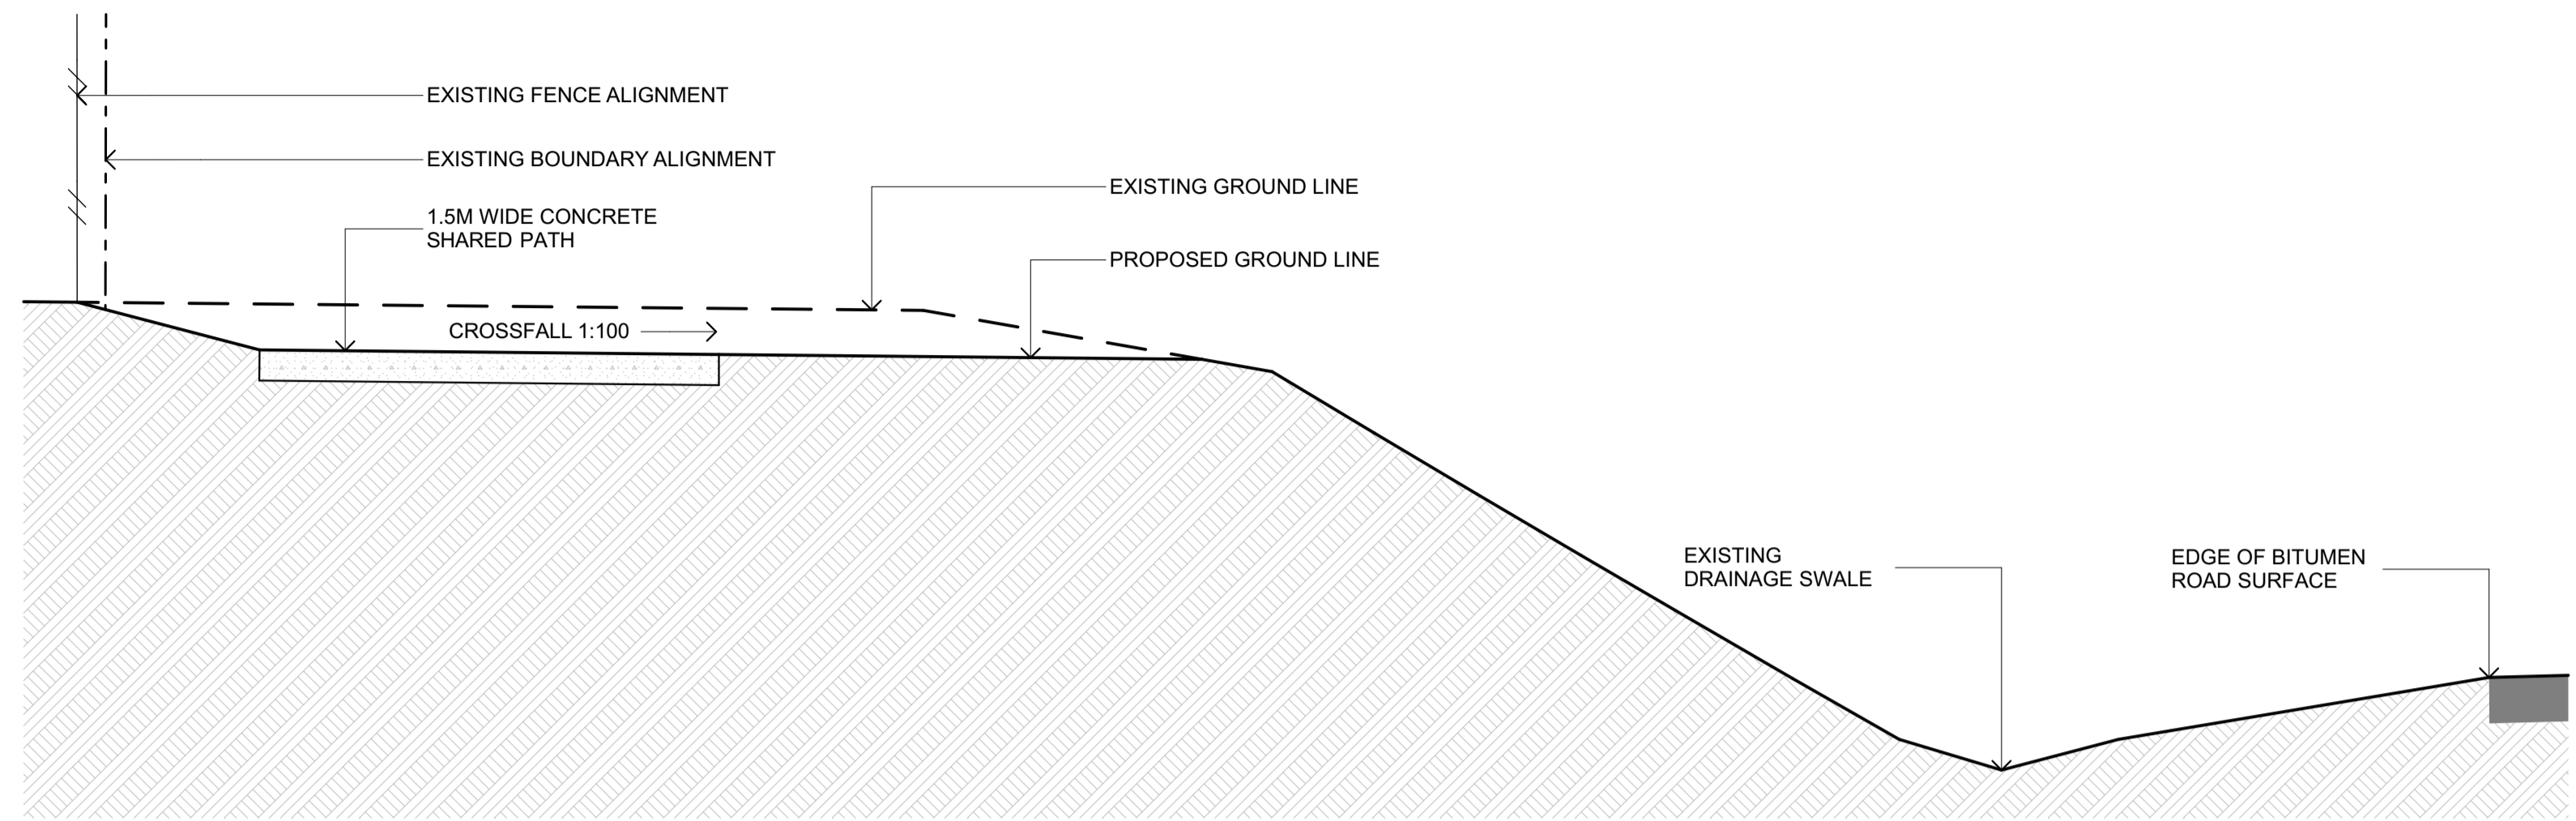 EXISTING FENCE ALIGNMENT
EXISTING BOUNDARY ALIGNMENT
1.5M WIDE CONCRETE
SHARED PATH
EXISTING GROUND LINE
PROPOSED GROUND LINE
CROSSFALL 1:100
EXISTING
DRAINAGE SWALE
EDGE OF BITUMEN
ROAD SURFACE